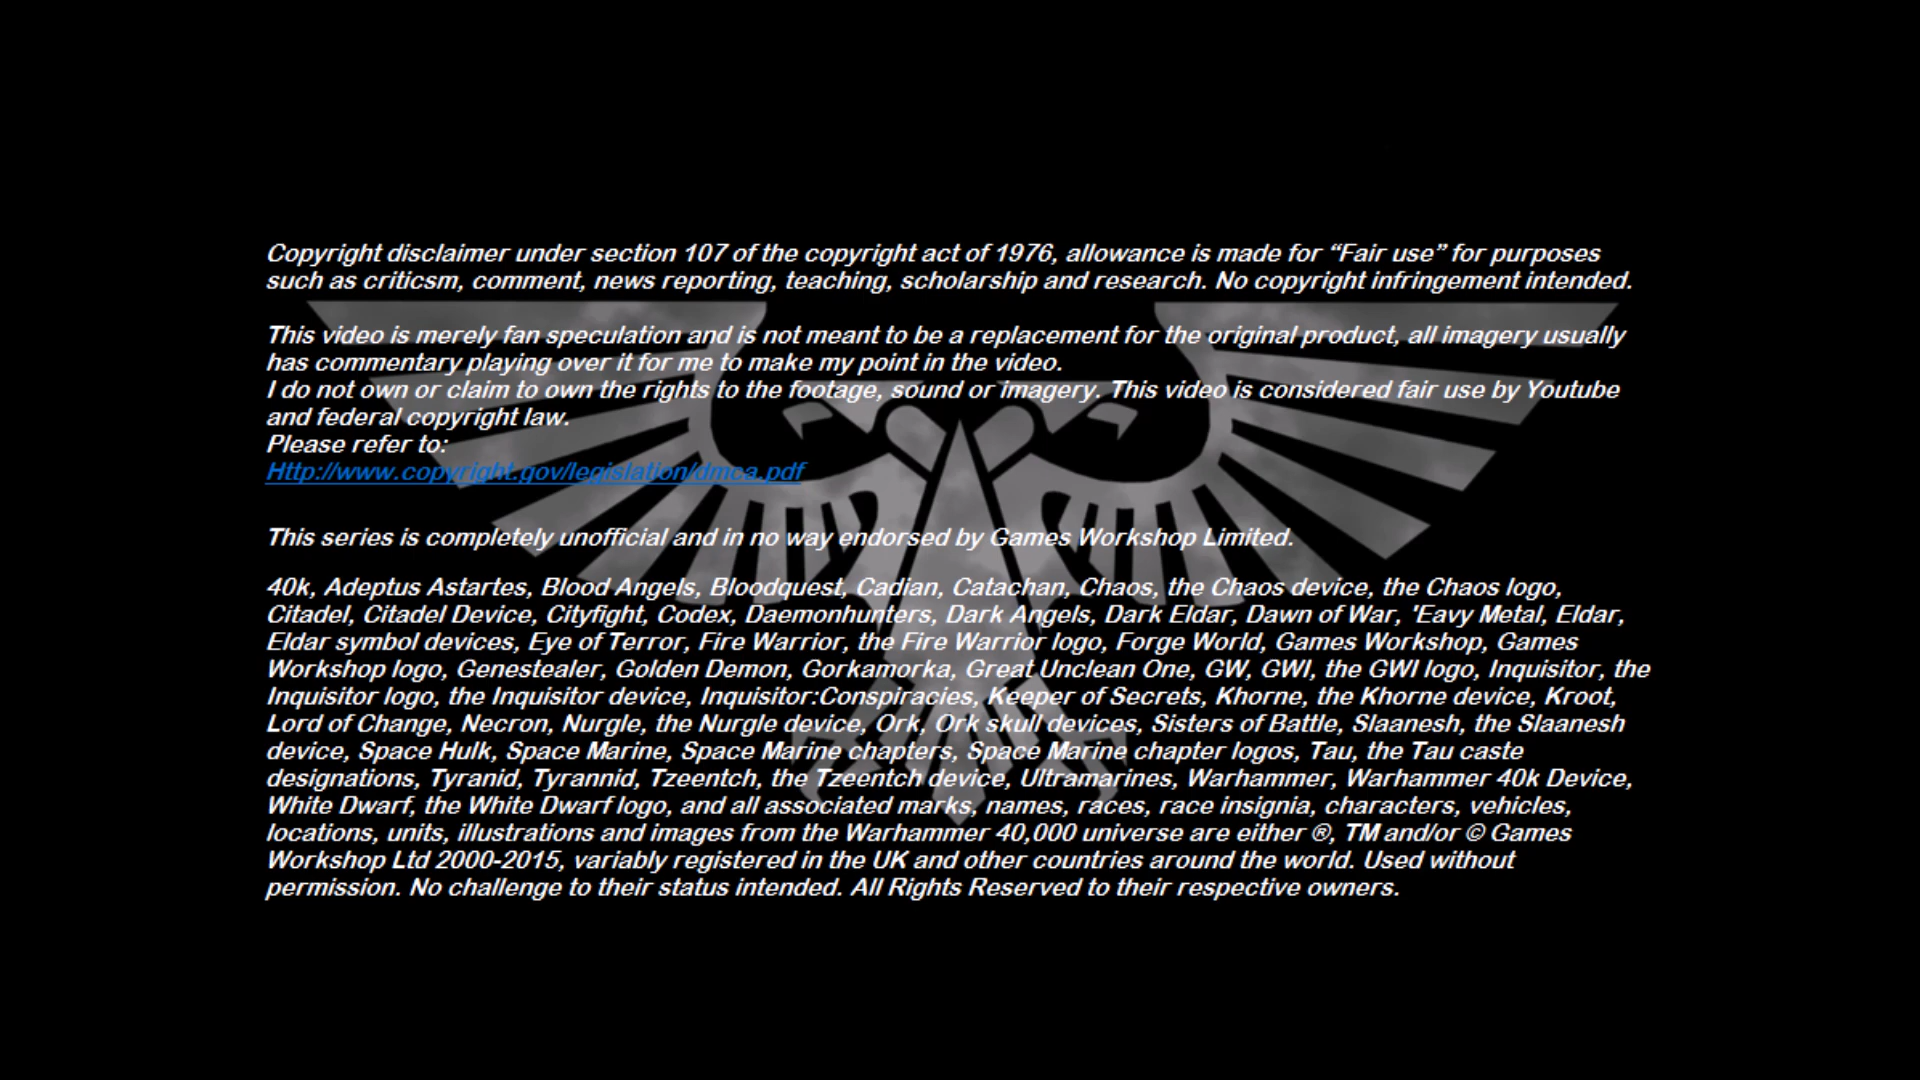 Copyright disclaimer under section 107 of the copyright act of 1976, allowance is made for “Fair use” for purposes
such as criticsm, comment, news reporting, teaching, scholarship and research. No copyright infringement intended.
This video is merely fan speculation and is not meant to be a replacement for the original product, all imagery usually
has commentary playing over it for me to make my point in the video.
I do not own or claim to own the rights to the footage, sound or imagery. This video is considered fair use by Youtube
and federal copyright law.
Please refer to:
Http://www.copyright.gov/legislation/dmca.pdf
This series is completely unofficial and in no way endorsed by Games Workshop Limited.
40k, Adeptus Astartes, Blood Angels, Bloodquest, Cadian, Catachan, Chaos, the Chaos device, the Chaos logo,
Citadel, Citadel Device, Cityfight, Codex, Daemonhunters, Dark Angels, Dark Eldar, Dawn of War, 'Eavy Metal, Eldar,
Eldar symbol devices, Eye of Terror, Fire Warrior, the Fire Warrior logo, Forge World, Games Workshop, Games
Workshop logo, Genestealer, Golden Demon, Gorkamorka, Great Unclean One, GW, GWI, the GWI logo, Inquisitor, the
Inquisitor logo, the Inquisitor device, Inquisitor:Conspiracies, Keeper of Secrets, Khorne, the Khorne device, Kroot,
Lord of Change, Necron, Nurgle, the Nurgle device, Ork, Ork skull devices, Sisters of Battle, Slaanesh, the Slaanesh
device, Space Hulk, Space Marine, Space Marine chapters, Space Marine chapter logos, Tau, the Tau caste
designations, Tyranid, Tyrannid, Tzeentch, the Tzeentch device, Ultramarines, Warhammer, Warhammer 40k Device,
White Dwarf, the White Dwarf logo, and all associated marks, names, races, race insignia, characters, vehicles,
locations, units, illustrations and images from the Warhammer 40,000 universe are either ®, TM and/or © Games
Workshop Ltd 2000-2015, variably registered in the UK and other countries around the world. Used without
permission. No challenge to their status intended. All Rights Reserved to their respective owners.